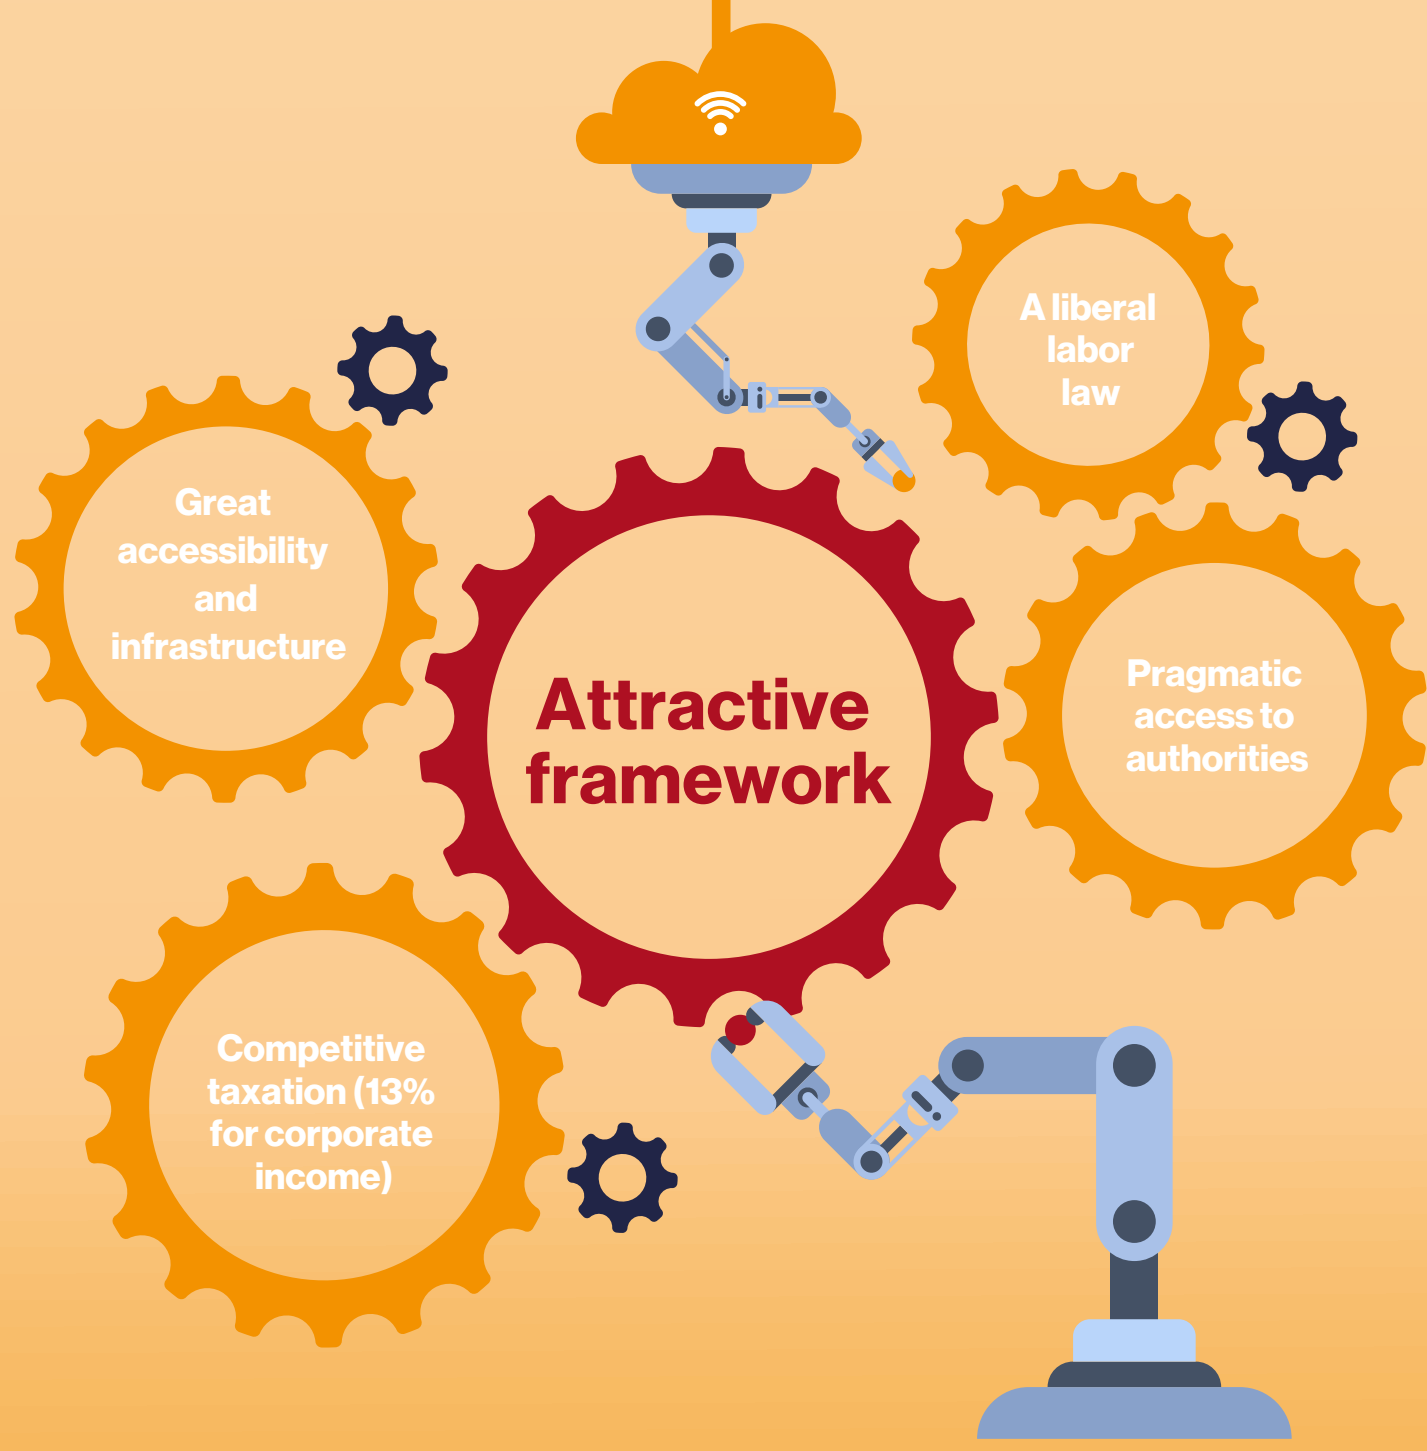 A liberal
labor
law
Great
accessibility
and
infrastructure
Attractive
framework
Pragmatic
access to
authorities
Competitive
taxation (13%
for corporate
income)